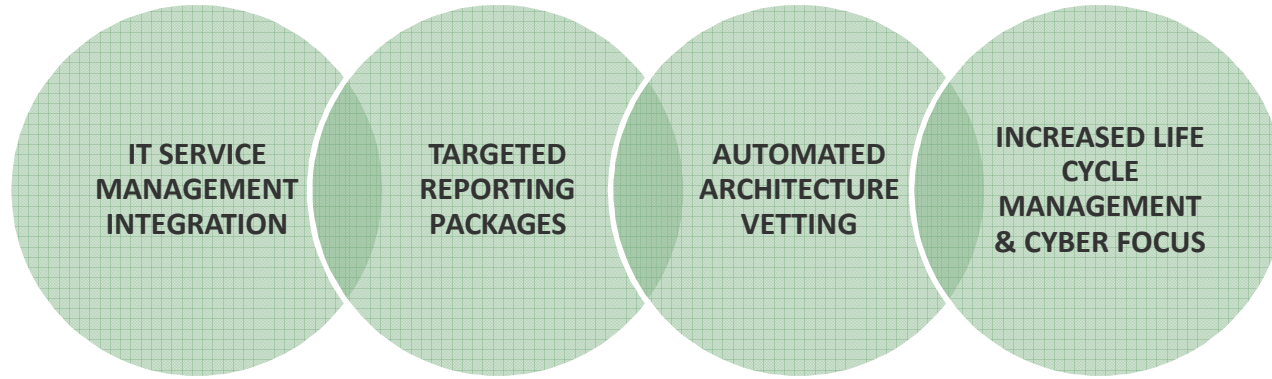 IT SERVICE
MANAGEMENT
INTEGRATION
TARGETED
REPORTING
PACKAGES
AUTOMATED
ARCHITECTURE
VETTING
INCREASED LIFE
CYCLE
MANAGEMENT
& CYBER FOCUS